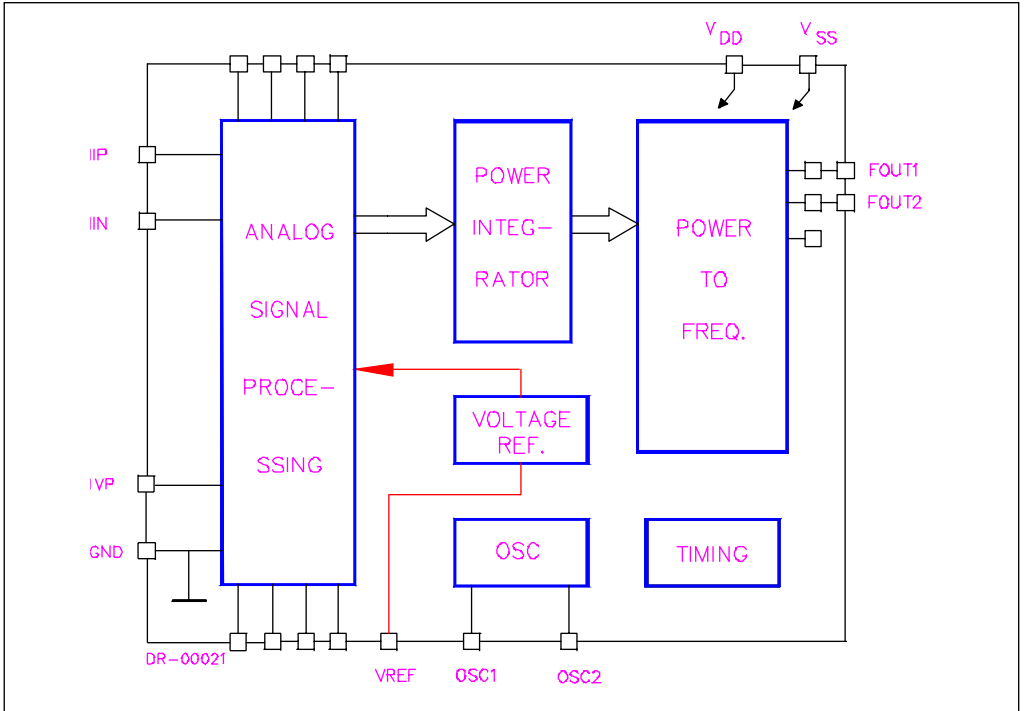 V DD
V SS
IIP
IIN
ANALOG
SIGNAL
PROCE-
SSING
POWER
INTEG-
RATOR
POWER
TO
FREQ.
FOUT1
FOUT2
VOLTAGE
REF.
IVP
GND
OSC
TIMING
DR-00021
VREF
OSC1
OSC2